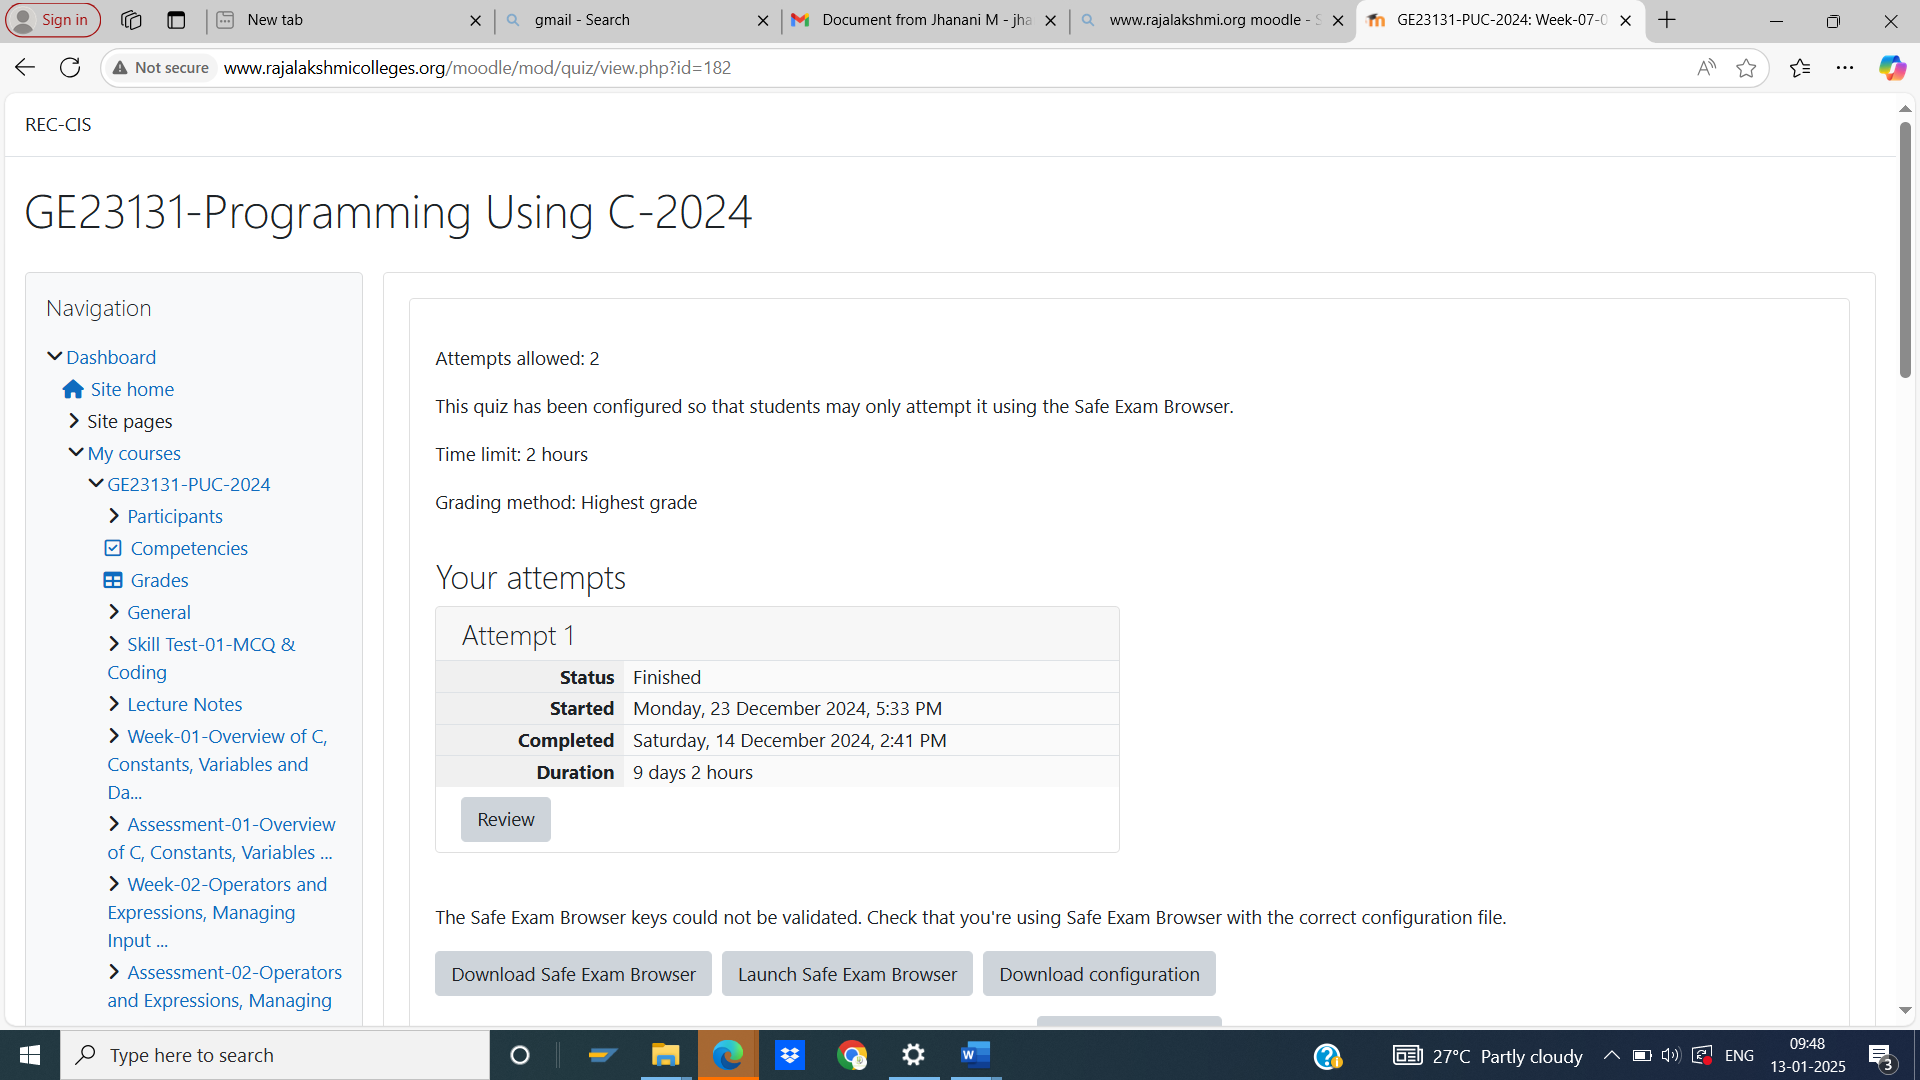 Sign in
New tab
gmail - Search
Document from Jhanani M - jha
www.rajalakshmi.org moodle - S
GE23131-PUC-2024: Week-07-0
Not secure
www.rajalakshmicolleges.org/moodle/mod/quiz/view.php?id=182
REC-CIS
GE23131-Programming Using C-2024
Navigation
Dashboard
Site home
Site pages
My courses
GE23131-PUC-2024
Participants
Competencies
Grades
General
Skill Test-01-MCQ &
Coding
Lecture Notes
Week-01-Overview of C,
Constants, Variables and
Da...
Assessment-01-Overview
of C, Constants, Variables ...
Week-02-Operators and
Expressions, Managing
Input ...
Assessment-02-Operators
and Expressions, Managing
Attempts allowed: 2
This quiz has been configured so that students may only attempt it using the Safe Exam Browser.
Time limit: 2 hours
Grading method: Highest grade
Your attempts
Attempt 1
Status Finished
Started Monday, 23 December 2024, 5:33 PM
Completed Saturday, 14 December 2024, 2:41 PM
Duration 9 days 2 hours
Review
The Safe Exam Browser keys could not be validated. Check that you're using Safe Exam Browser with the correct configuration file.
Download Safe Exam Browser
Launch Safe Exam Browser
Download configuration
Type here to search
27°C Partly cloudy
ENG
09:48
13-01-2025
3